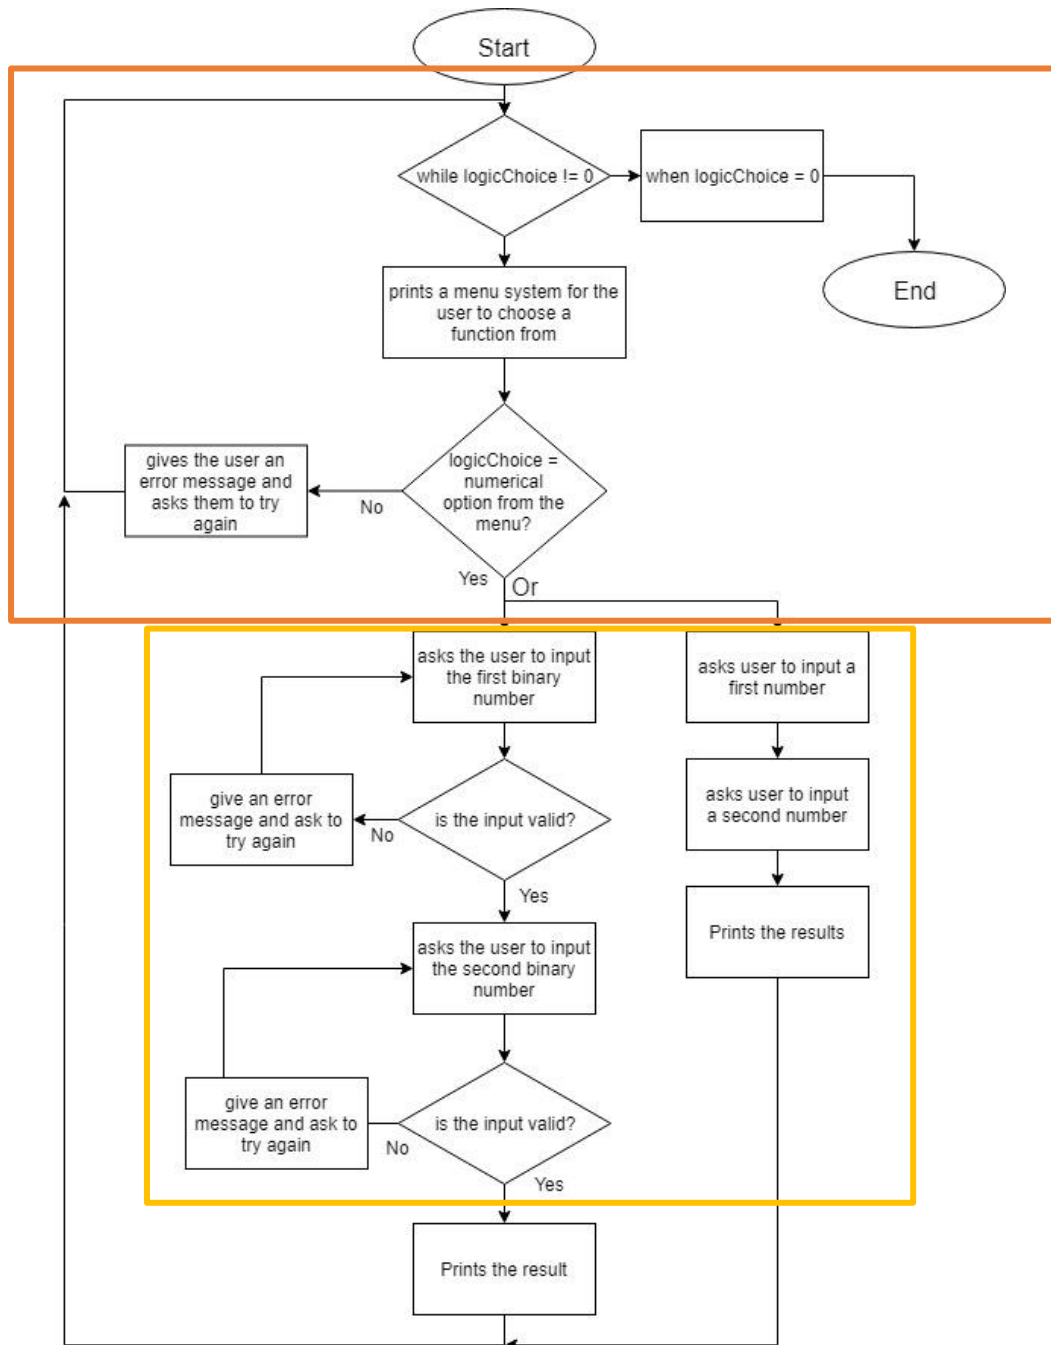 Start
while logicChoice != 0
when logicChoice = 0
End
prints a menu system for the
user to choose a
function from
gives the user an
error message and
asks them to try
again
No
logicChoice =
numerical
option from the
menu?
Yes
Or
asks the user to input
the first binary
number
asks user to input a
first number
give an error
message and ask to
try again
No
is the input valid?
asks user to input
a second number
Yes
asks the user to input
the second binary
number
Prints the results
give an error
message and ask to
try again
No
is the input valid?
Yes
Prints the result